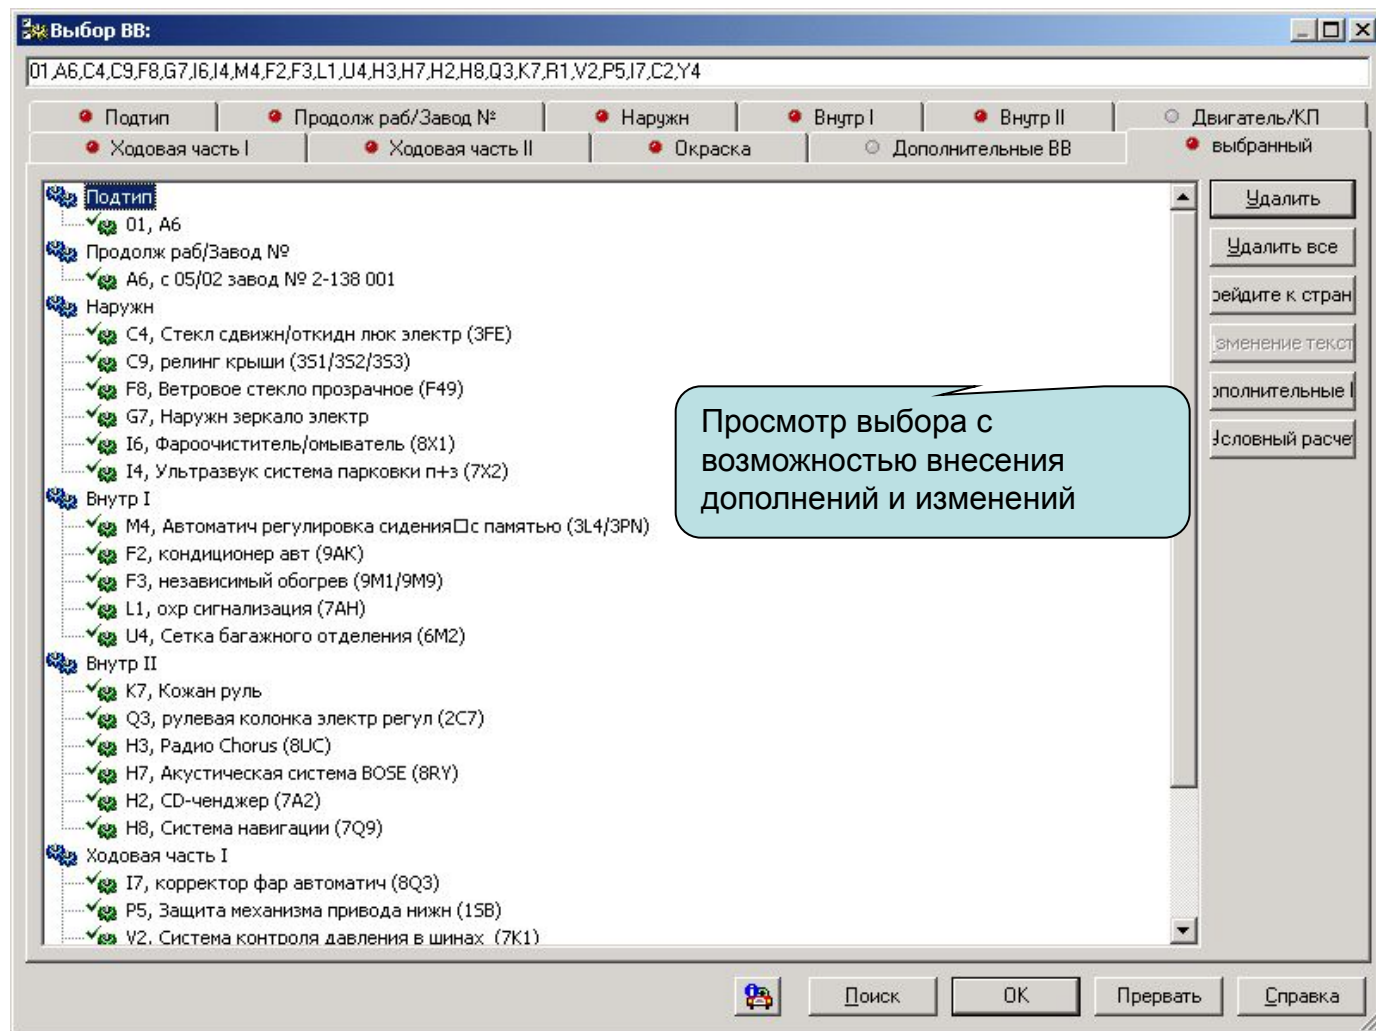 Выбор ВВ:
01,A6,C4,C9,F8,G7,I6,I4,M4,F2,F3,L1,U4,H3,H7,H2,H8,Q3,K7,R1,V2,P5,I7,C2,Y4
Подтип
Продолж раб/Завод №
Наружн
Внутр I
Внутр II
Двигатель/КП
Ходовая часть I
Ходовая часть II
Окраска
Дополнительные ВВ
выбранный
Подтип
01, A6
Продолж раб/Завод №
A6, с 05/02 завод № 2-138 001
Наружн
C4, Стекл сдвижн/откидн люк электр (3FE)
C9, релинг крыши (3S1/3S2/3S3)
F8, Ветровое стекло прозрачное (F49)
G7, Наружн зеркало электр
I6, Фароочиститель/омыватель (8X1)
I4, Ультразвук система парковки п+з (7X2)
Внутр I
M4, Автоматич регулировка сидения□с памятью (3L4/3PN)
F2, кондиционер авт (9AK)
F3, независимый обогрев (9M1/9M9)
L1, охр сигнализация (7AH)
U4, Сетка багажного отделения (6M2)
Внутр II
K7, Кожан руль
Q3, рулевая колонка электр регул (2C7)
H3, Радио Chorus (8UC)
H7, Акустическая система BOSE (8RY)
H2, CD-ченджер (7A2)
H8, Система навигации (7Q9)
Ходовая часть I
I7, корректор фар автоматич (8Q3)
P5, Защита механизма привода нижн (1SB)
V2, Система контроля давления в шинах (7K1)
Просмотр выбора с
возможностью внесения
дополнений и изменений
Удалить
Удалить все
рейдите к стран
зменение текст
ополнительные
Условный расче
Поиск
OK
Прервать
Справка